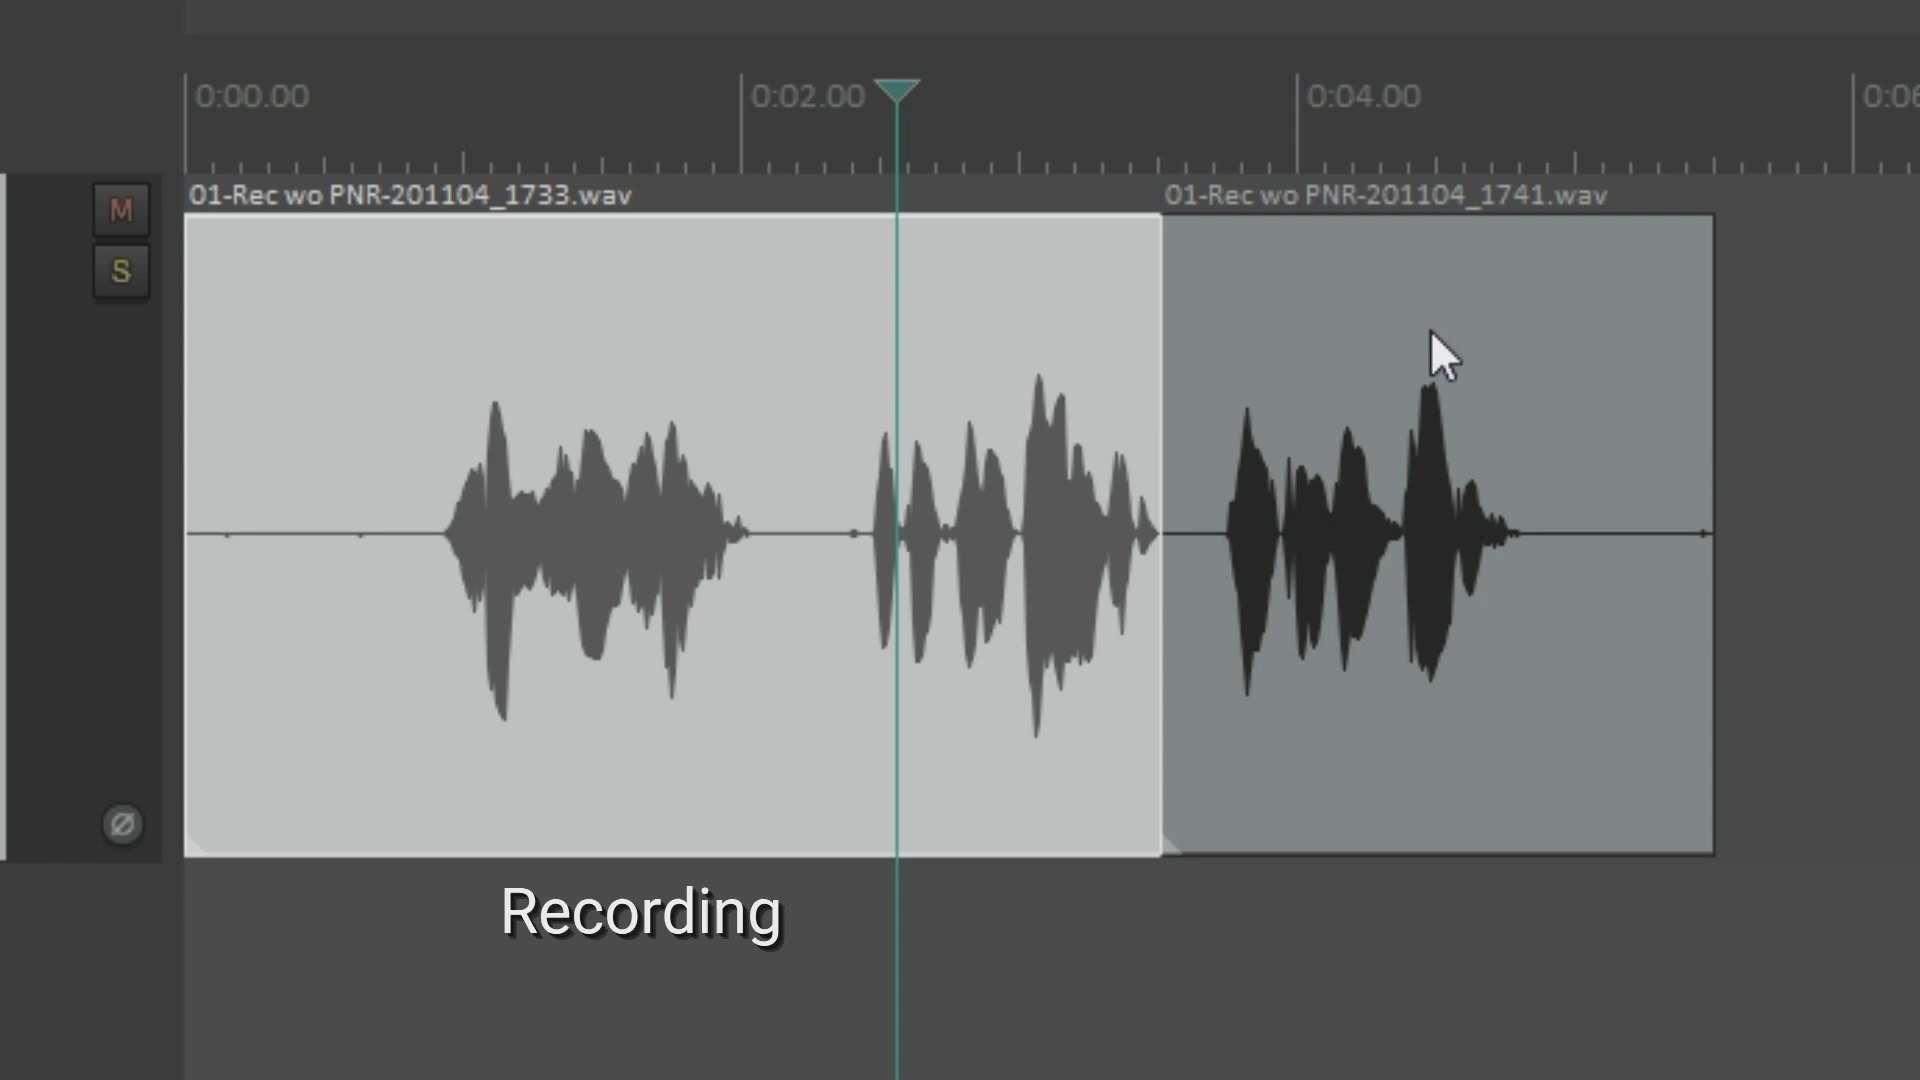 0:00.00
0:02.00
0:04.00
0:06
01-Rec wo PNR-201104_1733.wav
01-Rec wo PNR-201104_1741.wav
M
S
Recording